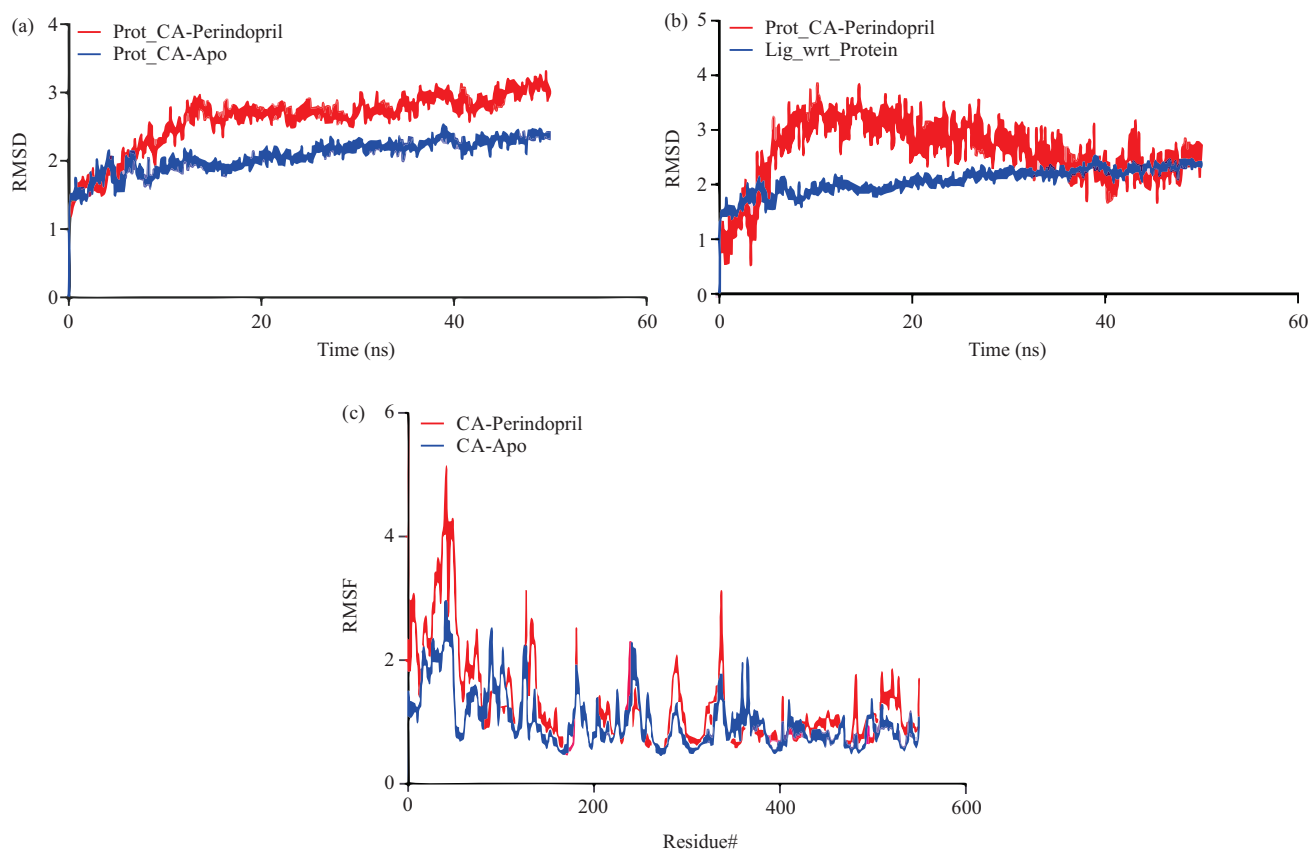 (a)
Prot_CA-Perindopril
Prot_CA-Apo
4
3
2
1
0
RMSD
0
20
40
60
Time (ns)
(b)
Prot_CA-Perindopril
Lig_wrt_Protein
5
4
3
2
1
0
RMSD
0
20
40
60
Time (ns)
(c)
CA-Perindopril
CA-Apo
6
4
2
0
RMSF
0
200
400
600
Residue#